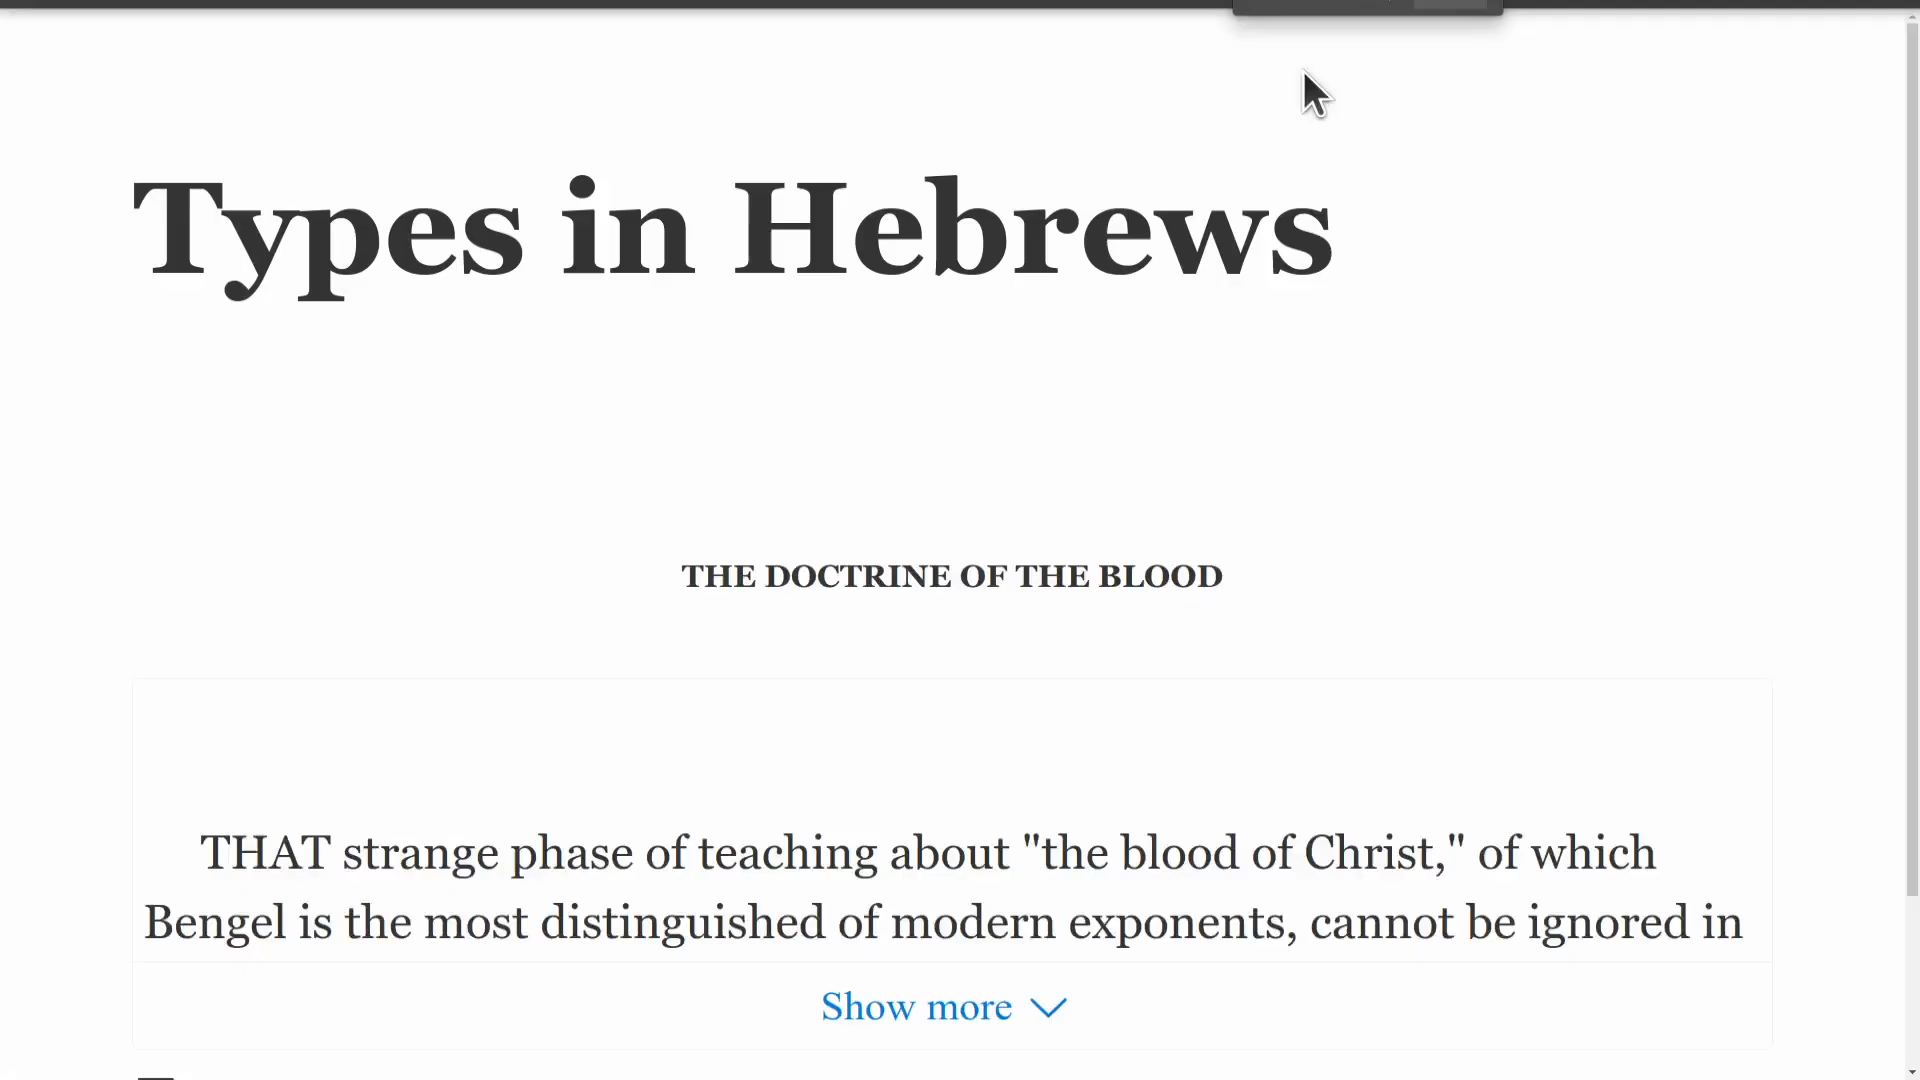 Types in Hebrews
THE DOCTRINE OF THE BLOOD
THAT strange phase of teaching about "the blood of Christ," of which
Bengel is the most distinguished of modern exponents, cannot be ignored in
Show more